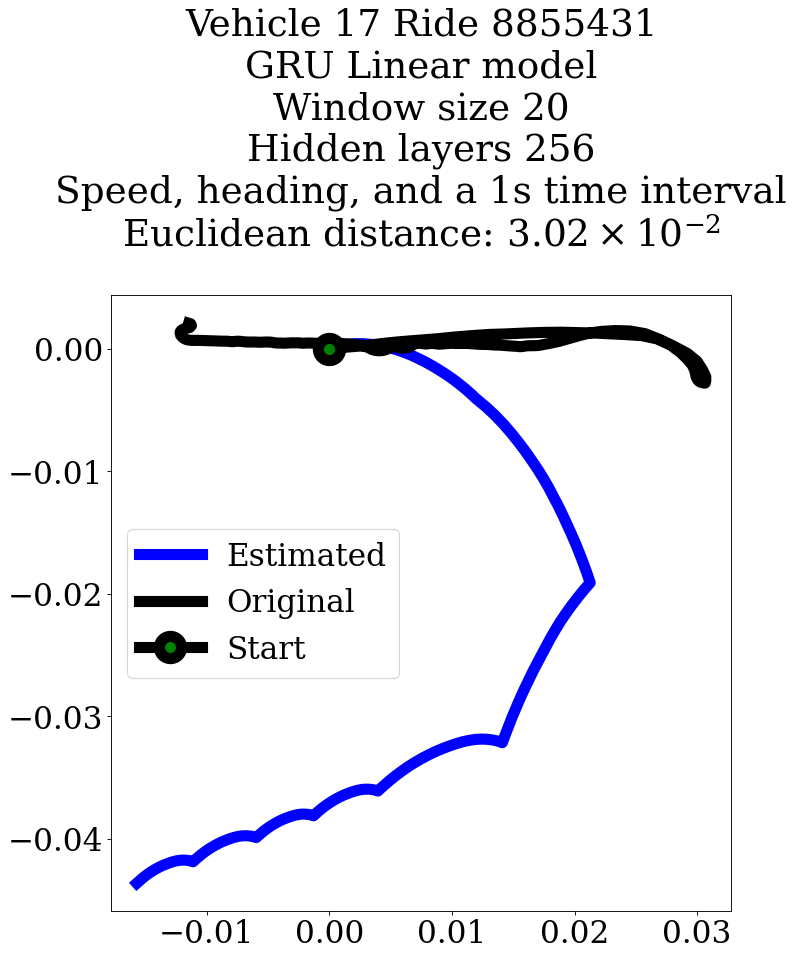 Vehicle 17 Ride 8855431
GRU Linear model
Window size 20
Hidden layers 256
Speed, heading, and a 1s time interval
Euclidean distance: 3.02 × 10⁻²
0.00
−0.01
−0.02
−0.03
−0.04
Estimated
Original
Start
−0.01 0.00 0.01 0.02 0.03